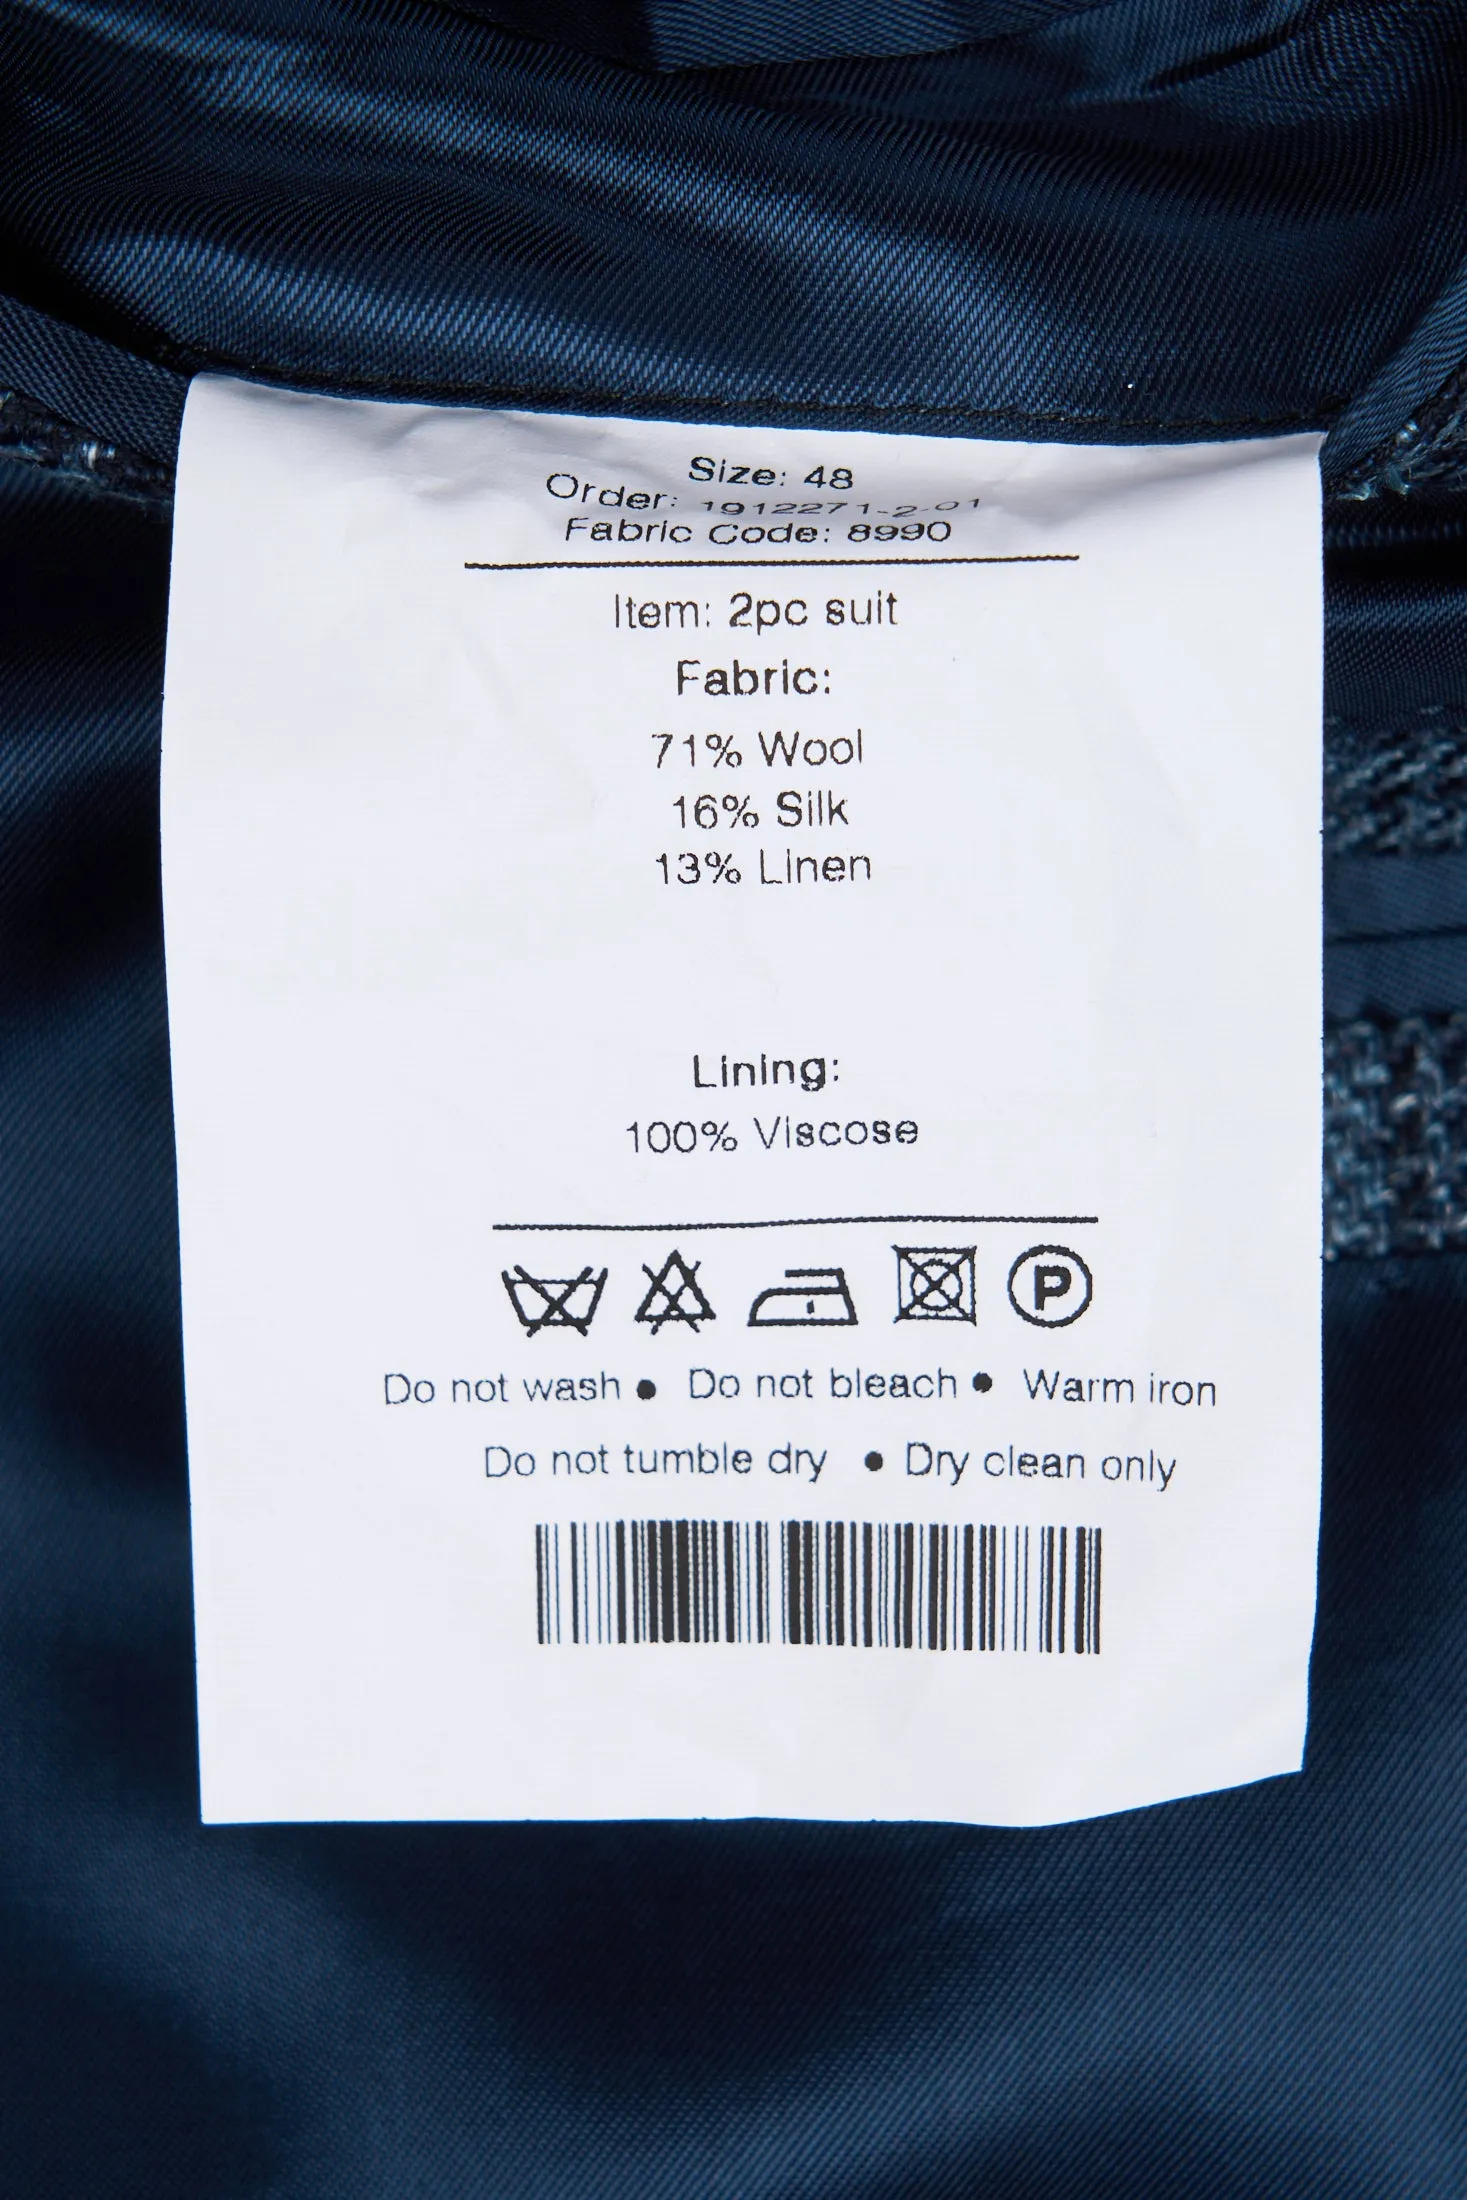 Size: 48
Order: 1912271-2-01
Fabric Code: 8990
Item: 2pc suit
Fabric:
71% Wool
16% Silk
13% Linen
Lining:
100% Viscose
P
Do not wash ● Do not bleach ● Warm iron
Do not tumble dry ● Dry clean only